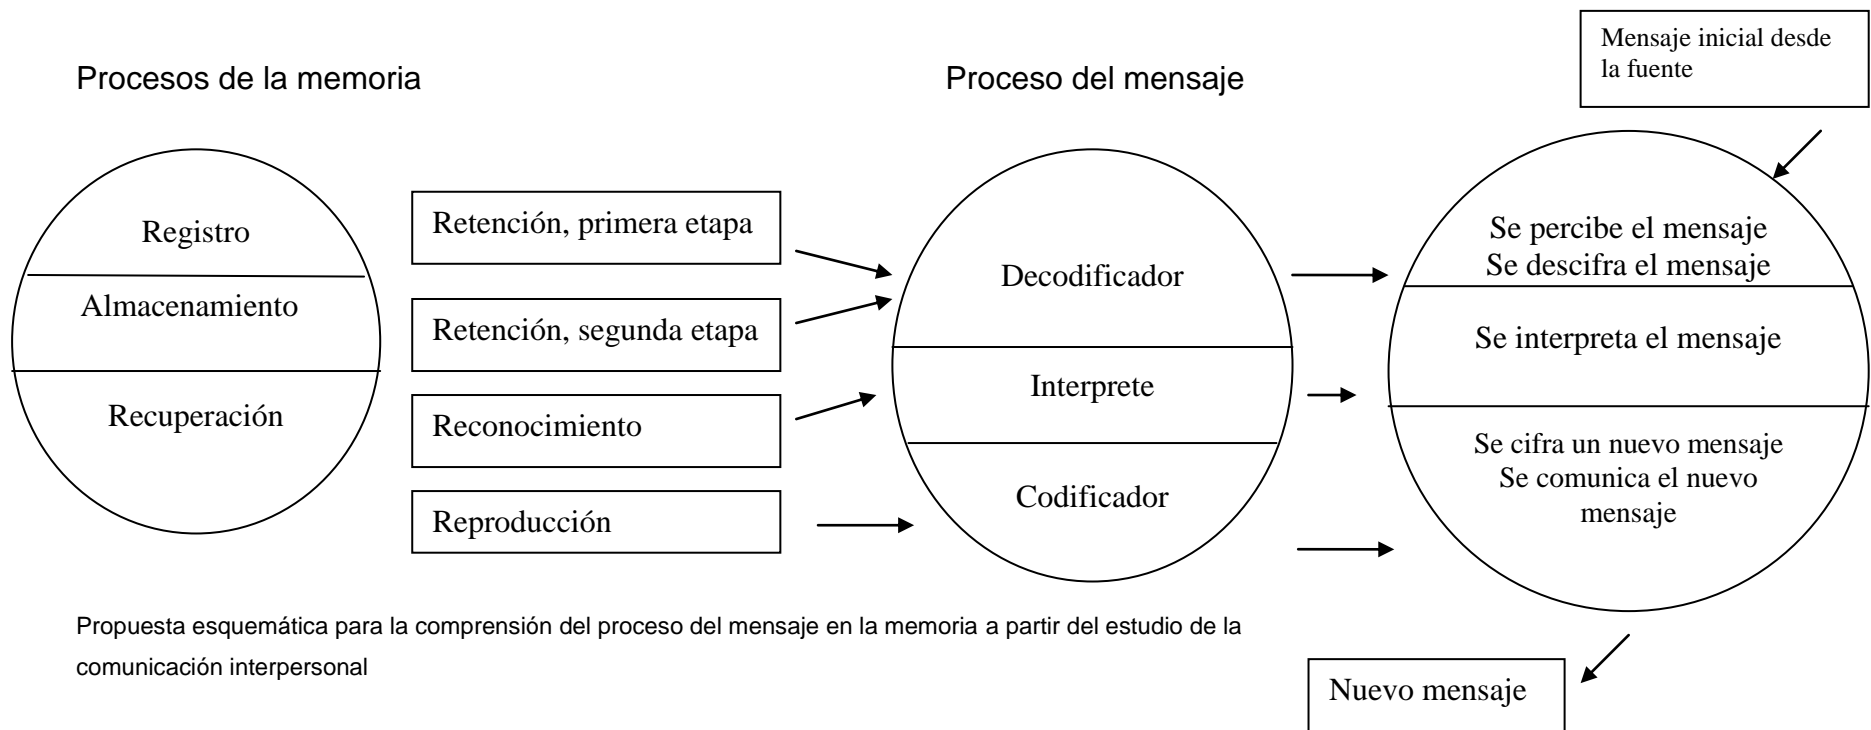 Mensaje inicial desde
la fuente
Procesos de la memoria
Proceso del mensaje
Registro
Almacenamiento
Recuperación
Retención, primera etapa
Retención, segunda etapa
Reconocimiento
Reproducción
Decodificador
Interprete
Codificador
Se percibe el mensaje
Se descifra el mensaje
Se interpreta el mensaje
Se cifra un nuevo mensaje
Se comunica el nuevo
mensaje
Propuesta esquemática para la comprensión del proceso del mensaje en la memoria a partir del estudio de la
comunicación interpersonal
Nuevo mensaje